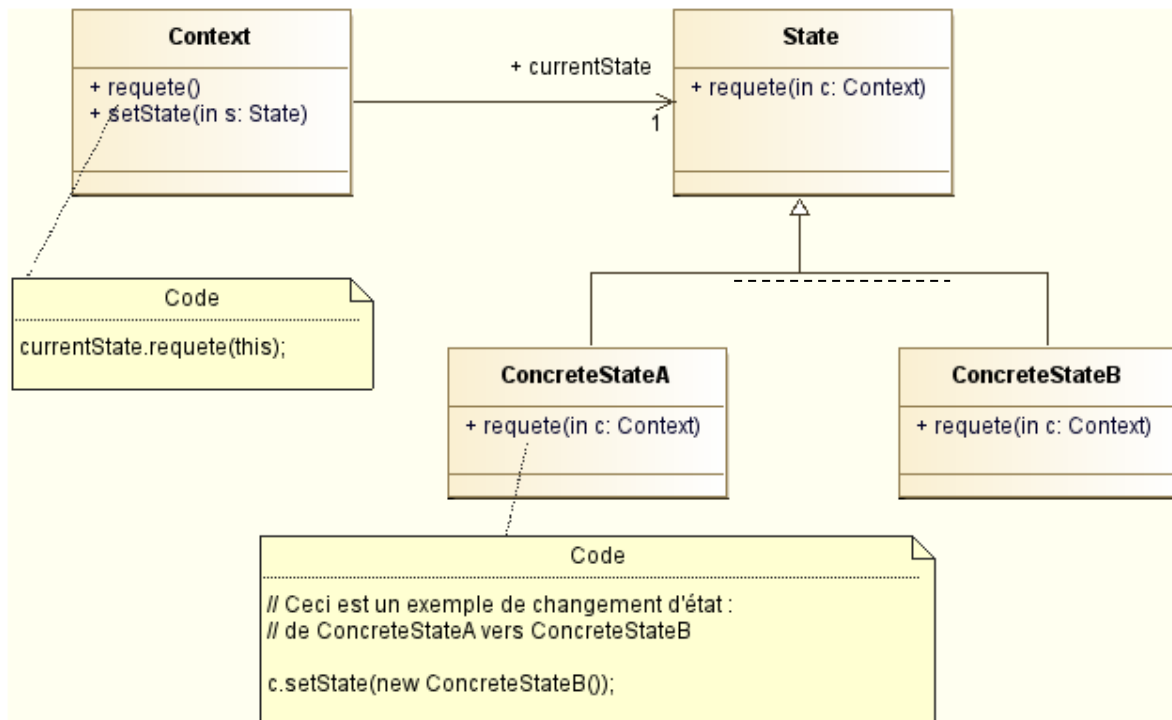 Context
+ requete()
+ setState(in s: State)
+ currentState
1
State
+ requete(in c: Context)
Code
currentState.requete(this);
ConcreteStateA
+ requete(in c: Context)
ConcreteStateB
+ requete(in c: Context)
Code
// Ceci est un exemple de changement d'état :
// de ConcreteStateA vers ConcreteStateB
c.setState(new ConcreteStateB());